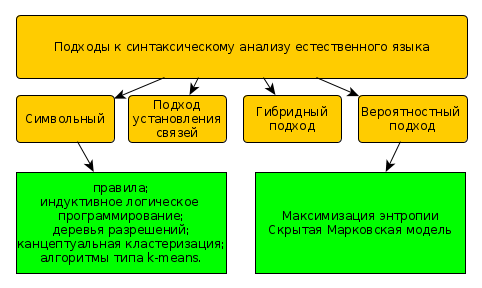 Подходы к синтаксическому анализу естественного языка
Символьный
Подход
установления
связей
Гибридный
подход
Вероятностный
подход
правила;
индуктивное логическое
программирование;
деревья разрешений;
канцептуальная кластеризация;
алгоритмы типа k-means.
Максимизация энтропии
Скрытая Марковская модель